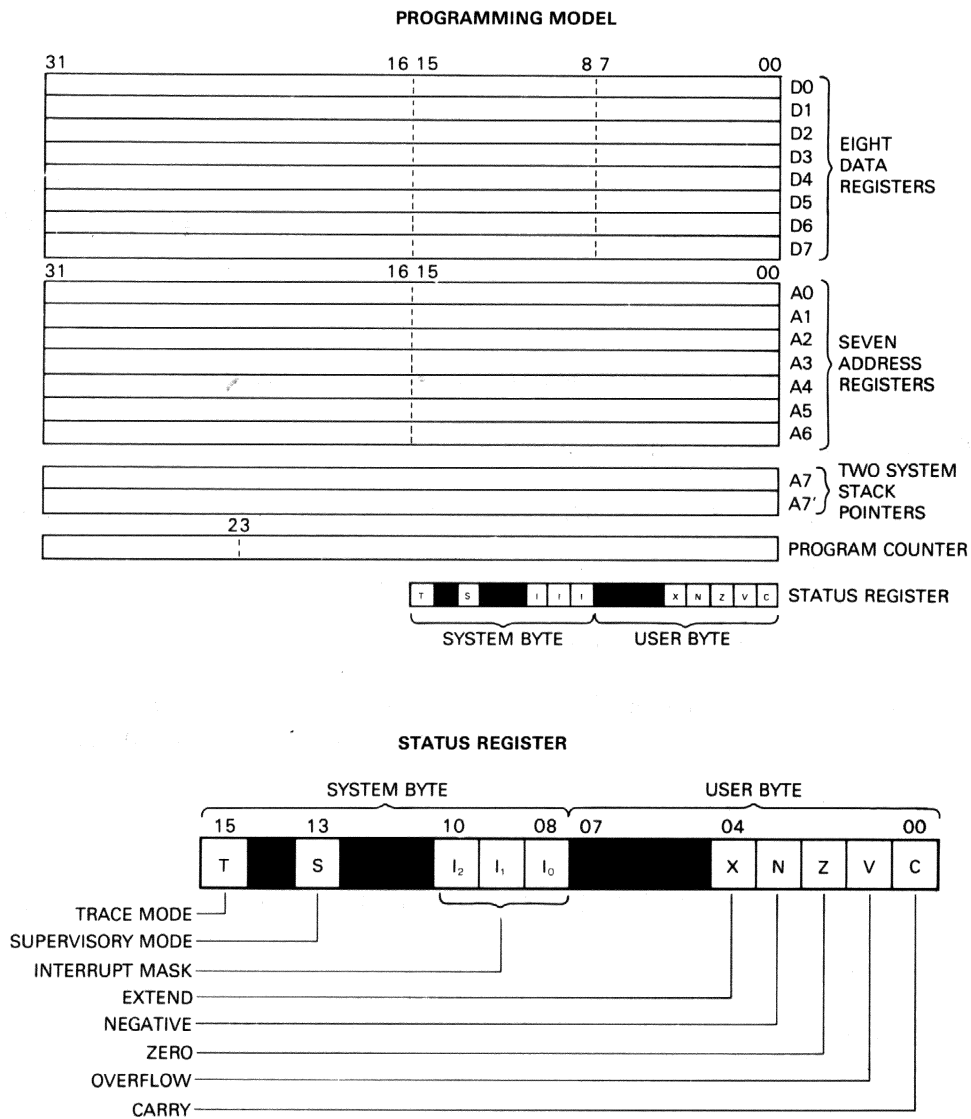 PROGRAMMING MODEL
31 16 15 8 7 00
D0
D1
D2
D3
D4
D5
D6
D7
EIGHT
DATA
REGISTERS
31 16 15 00
A0
A1
A2
A3
A4
A5
A6
SEVEN
ADDRESS
REGISTERS
A7
A7'
TWO SYSTEM
STACK
POINTERS
23
PROGRAM COUNTER
T S I I I X N Z V C
STATUS REGISTER
SYSTEM BYTE USER BYTE
STATUS REGISTER
SYSTEM BYTE USER BYTE
15 13 10 08 07 04 00
T S I₂ I₁ I₀ X N Z V C
TRACE MODE
SUPERVISORY MODE
INTERRUPT MASK
EXTEND
NEGATIVE
ZERO
OVERFLOW
CARRY